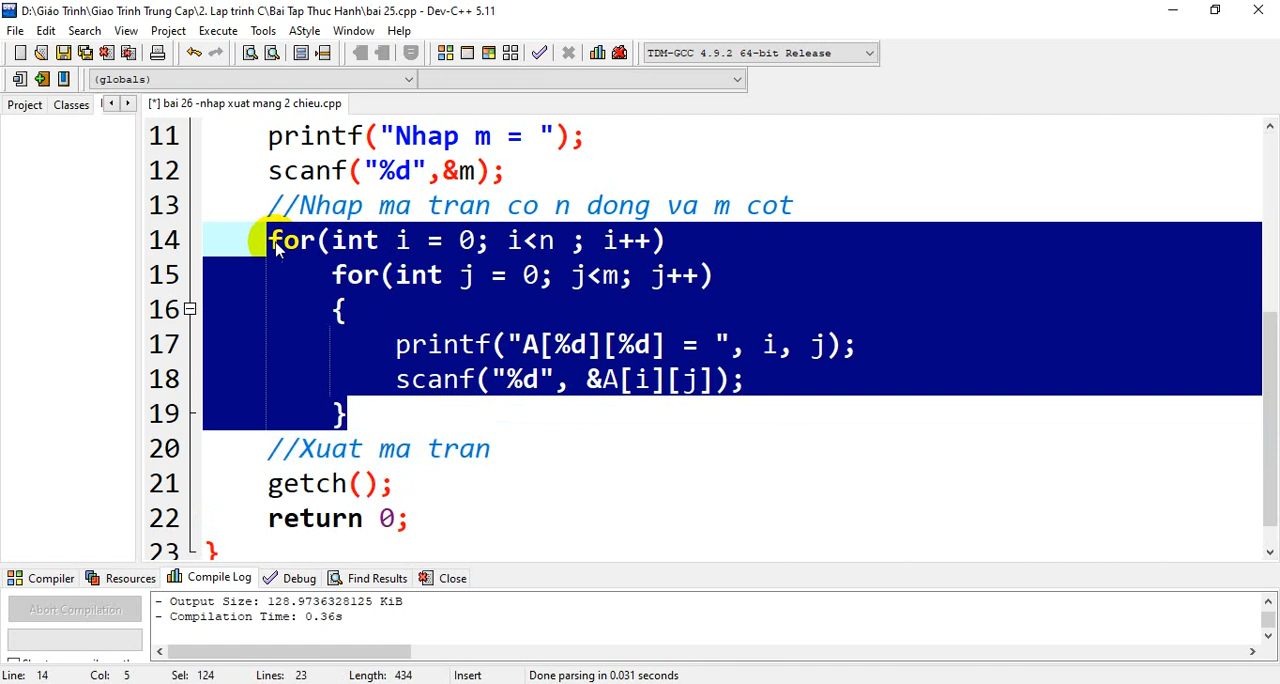 D:\Giáo Trình\Giao Trinh Trung Cap\2. Lap trinh C\Bai Tap Thuc Hanh\bai 25.cpp - Dev-C++ 5.11
File Edit Search View Project Execute Tools AStyle Window Help
TDM-GCC 4.9.2 64-bit Release
(globals)
Project Classes [*] bai 26 -nhap xuat mang 2 chieu.cpp
11 printf("Nhap m = ");
12 scanf("%d",&m);
13 //Nhap ma tran co n dong va m cot
14 for(int i = 0; i<n ; i++)
15 for(int j = 0; j<m; j++)
16 {
17 printf("A[%d][%d] = ", i, j);
18 scanf("%d", &A[i][j]);
19 }
20 //Xuat ma tran
21 getch();
22 return 0;
23 }
Compiler Resources Compile Log Debug Find Results Close
Abort Compilation
- Output Size: 128.9736328125 KiB
- Compilation Time: 0.36s
Line: 14 Col: 5 Sel: 124 Lines: 23 Length: 434 Insert Done parsing in 0.031 seconds